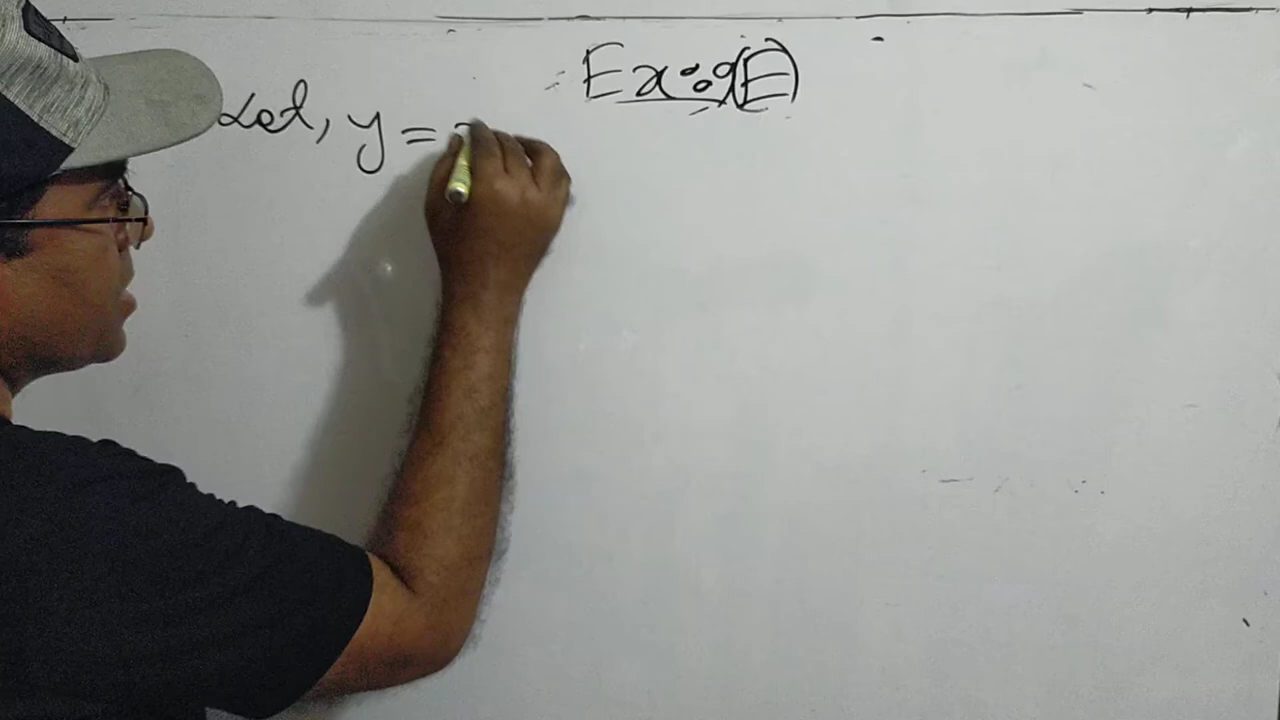 Ex:9(E)
Let, y =